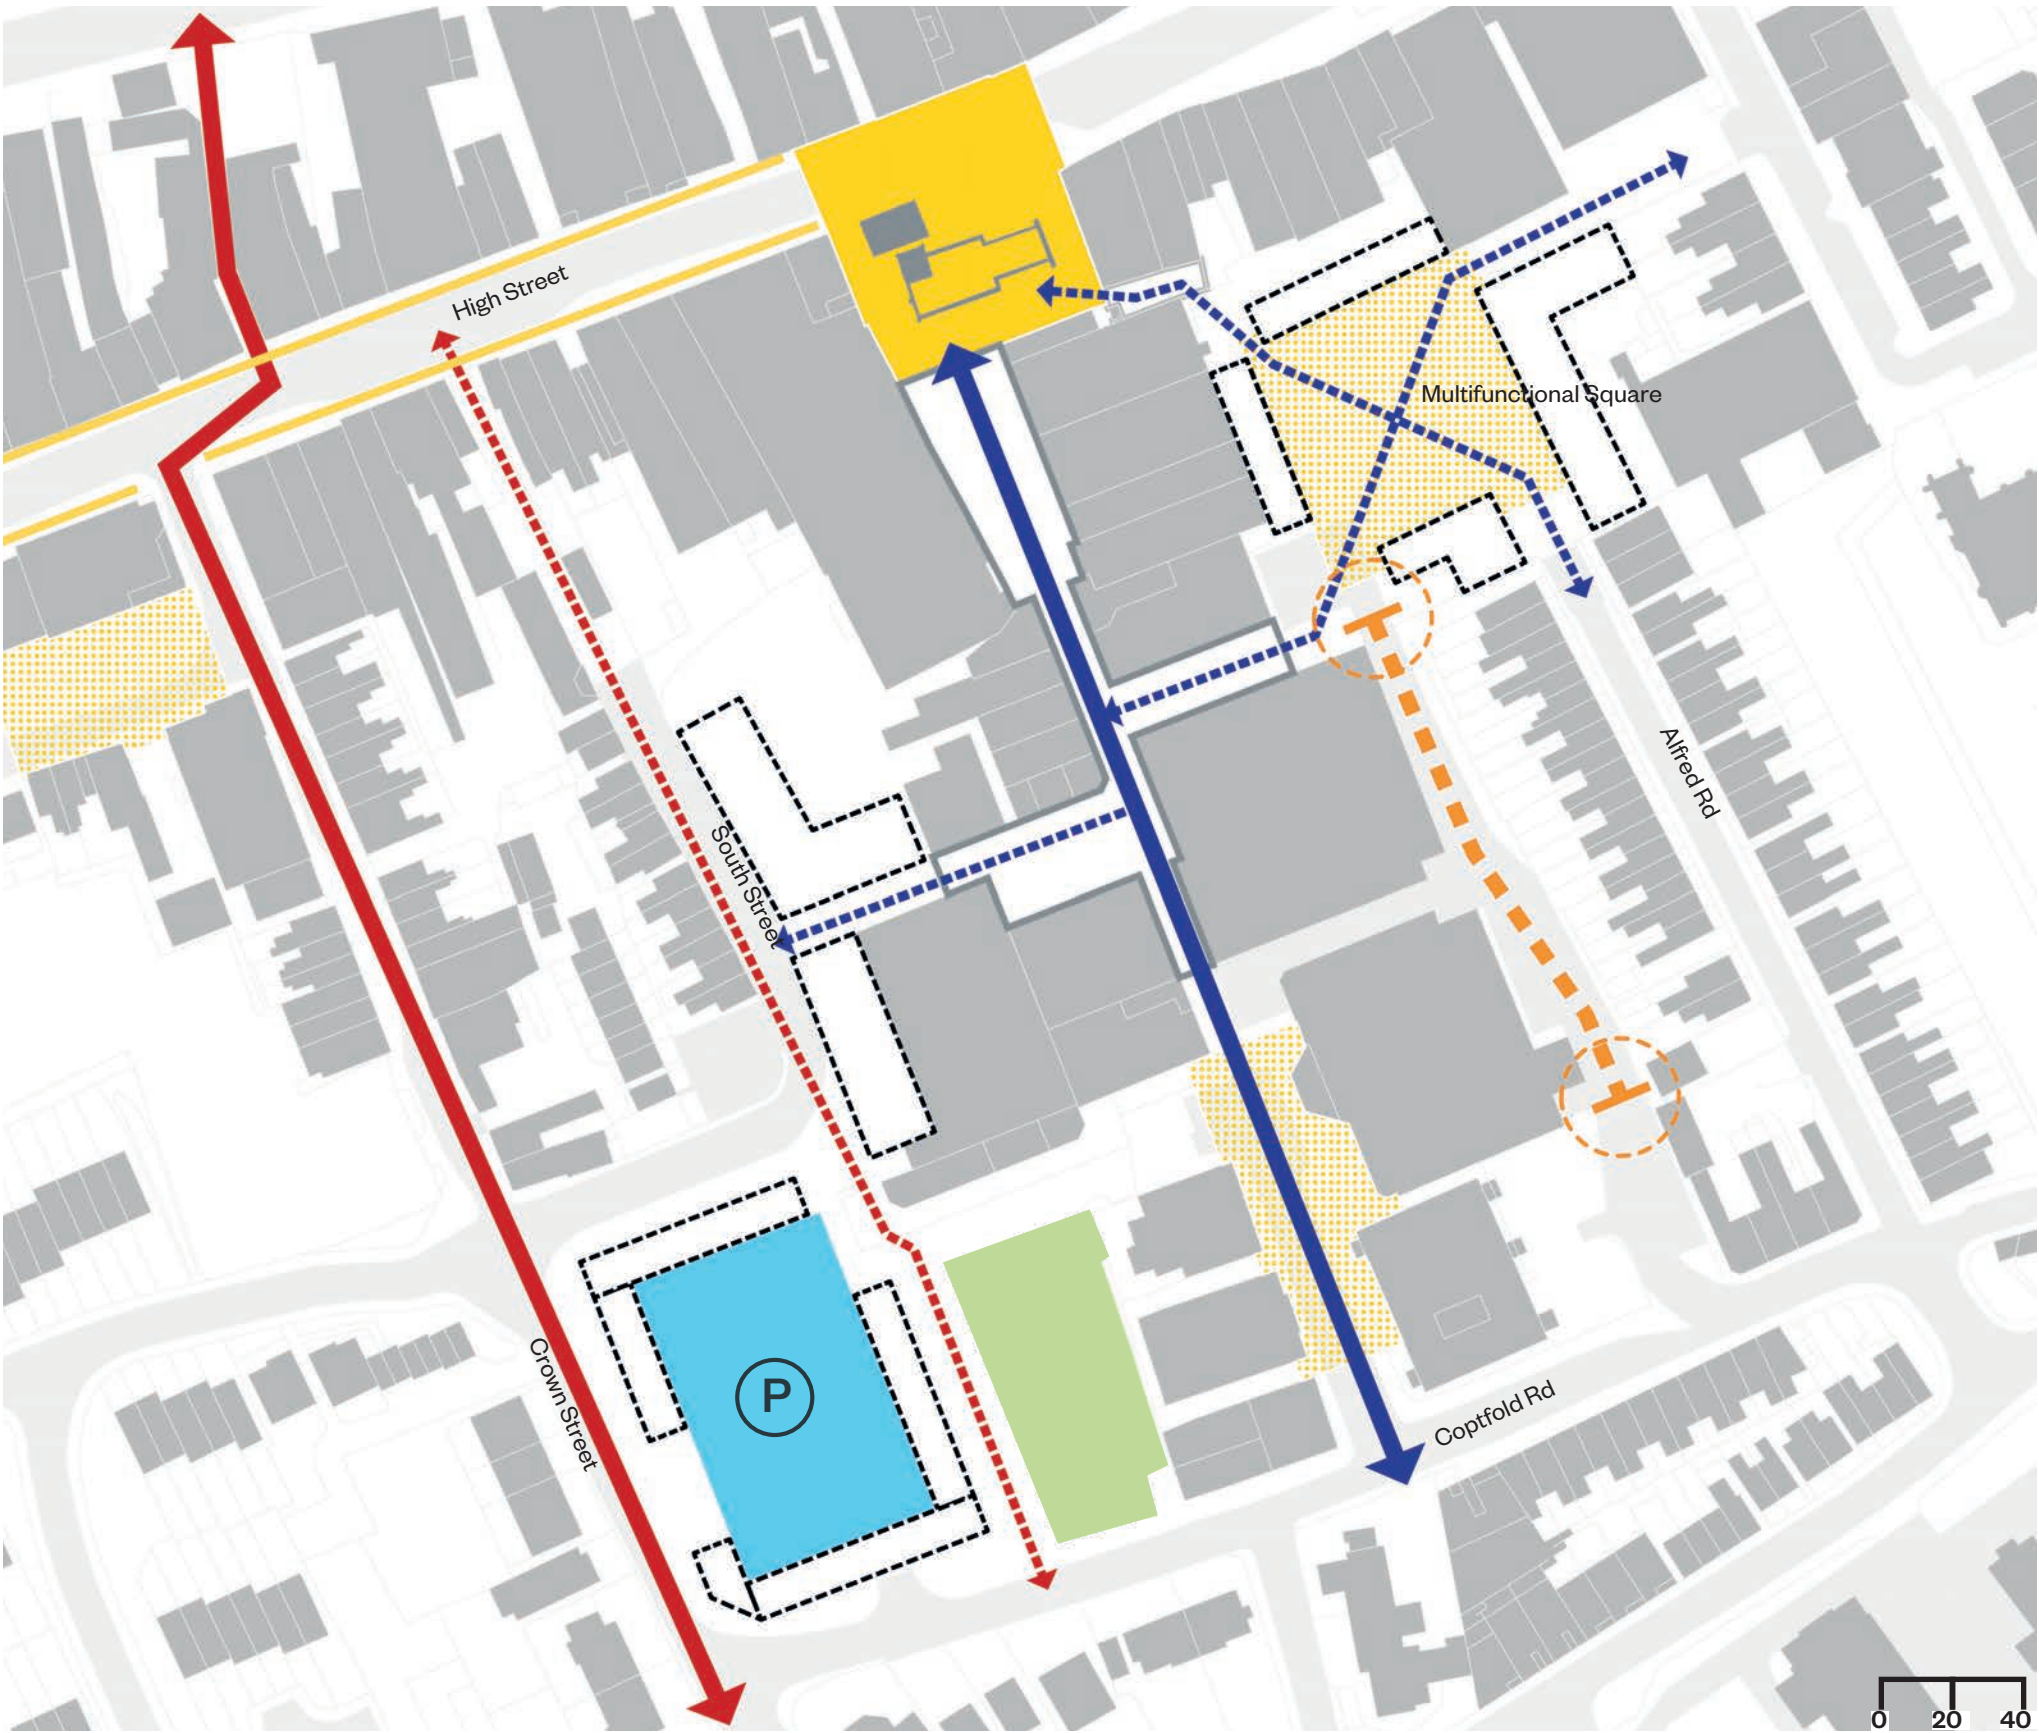 High Street
Multifunctional Square
Alfred Rd
South Street
Crown Street
P
Coptfold Rd
0 20 40